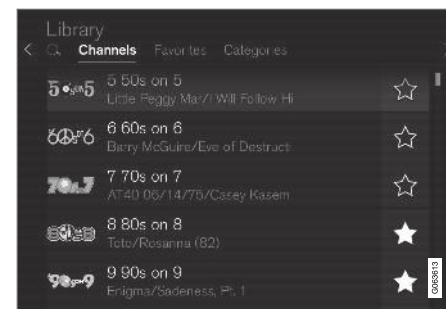 Library
Channels Favorites Categories
5 50s on 5
Little Peggy Mar/I Will Follow Hi
6 60s on 6
Barry McGuire/Eve of Destruct
7 70s on 7
AT40 06/14/75/Casey Kasem
8 80s on 8
Toto/Rosanna (82)
9 90s on 9
Enigma/Sadeness, Pt. 1
G063613